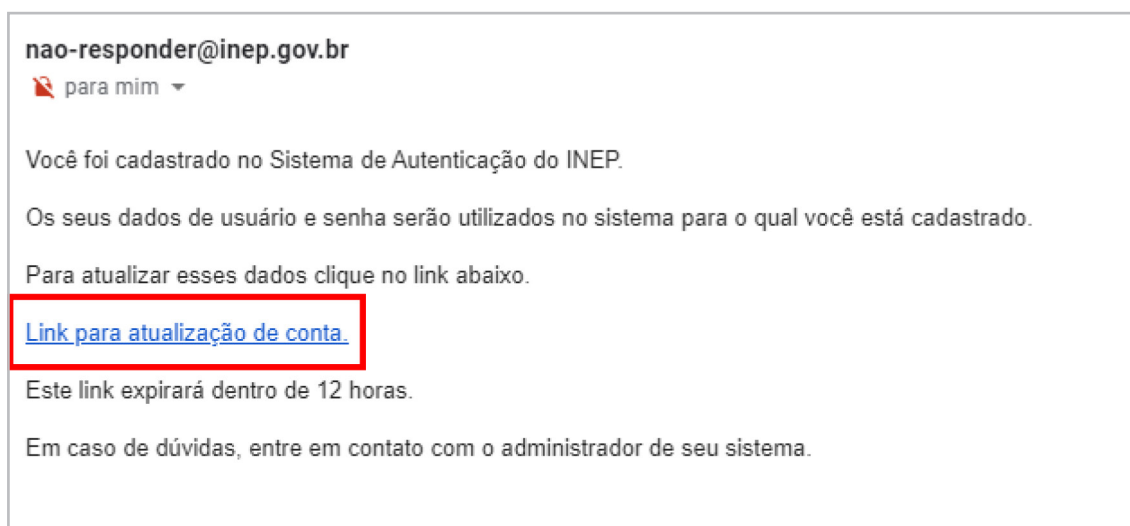 nao-responder@inep.gov.br
para mim
Você foi cadastrado no Sistema de Autenticação do INEP.
Os seus dados de usuário e senha serão utilizados no sistema para o qual você está cadastrado.
Para atualizar esses dados clique no link abaixo.
Link para atualização de conta.
Este link expirará dentro de 12 horas.
Em caso de dúvidas, entre em contato com o administrador de seu sistema.